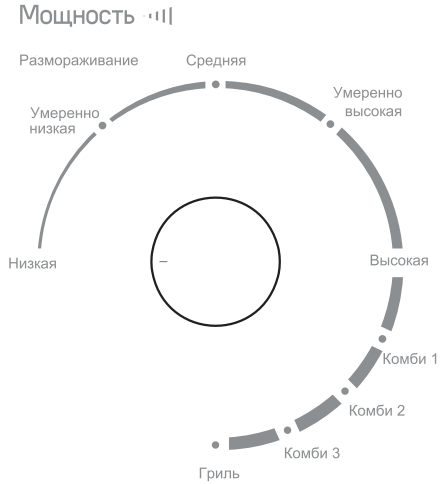 Мощность
Размораживание
Средняя
Умеренно
низкая
Умеренно
высокая
Низкая
Высокая
Комби 1
Комби 2
Комби 3
Гриль